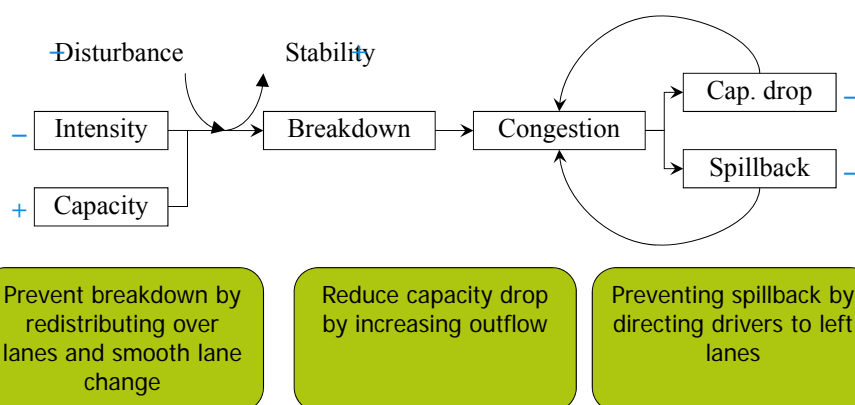 –Disturbance
Stability+
– Intensity
Breakdown
Congestion
Cap. drop –
Spillback –
+ Capacity
Prevent breakdown by
redistributing over
lanes and smooth lane
change
Reduce capacity drop
by increasing outflow
Preventing spillback by
directing drivers to left
lanes